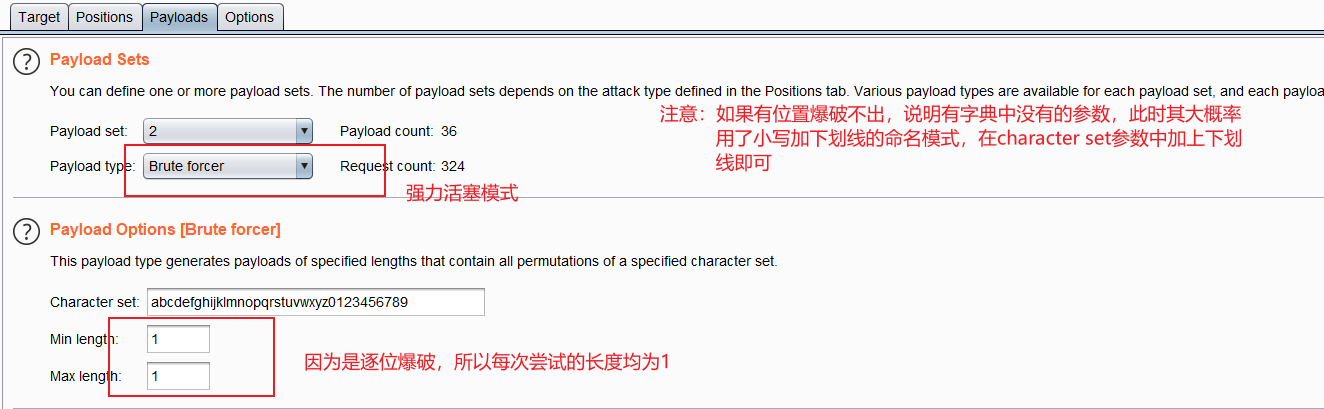 Target Positions Payloads Options
? Payload Sets
You can define one or more payload sets. The number of payload sets depends on the attack type defined in the Positions tab. Various payload types are available for each payload set, and each payloa
Payload set: 2 Payload count: 36
Payload type: Brute forcer Request count: 324
注意：如果有位置爆破不出，说明有字典中没有的参数，此时其大概率
用了小写加下划线的命名模式，在character set参数中加上下划
线即可
强力活塞模式
? Payload Options [Brute forcer]
This payload type generates payloads of specified lengths that contain all permutations of a specified character set.
Character set: abcdefghijklmnopqrstuvwxyz0123456789
Min length: 1
Max length: 1
因为是逐位爆破，所以每次尝试的长度均为1